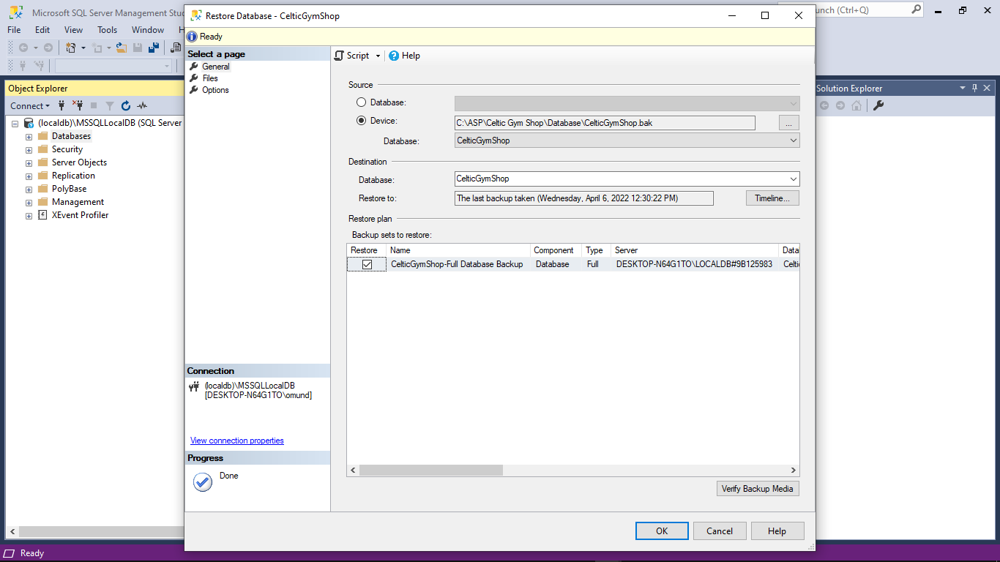 Microsoft SQL Server Management Stu
Restore Database - CelticGymShop
unch (Ctrl+Q)
File Edit View Tools Window H
Ready
Select a page
General
Files
Options
Script Help
Object Explorer
Connect
(localdb)\MSSQLLocalDB (SQL Server
Databases
Security
Server Objects
Replication
PolyBase
Management
XEvent Profiler
Source
Database:
Device: C:\ASP\Celtic Gym Shop\Database\CelticGymShop.bak ...
Database: CelticGymShop
Destination
Database: CelticGymShop
Restore to: The last backup taken (Wednesday, April 6, 2022 12:30:22 PM) Timeline...
Restore plan
Backup sets to restore:
Restore Name Component Type Server Data
CelticGymShop-Full Database Backup Database Full DESKTOP-N64G1TO\LOCALDB#9B125983 Celtic
Connection
(localdb)\MSSQLLocalDB
[DESKTOP-N64G1TO\omund]
View connection properties
Progress
Done
Verify Backup Media
OK Cancel Help
Solution Explorer
Ready